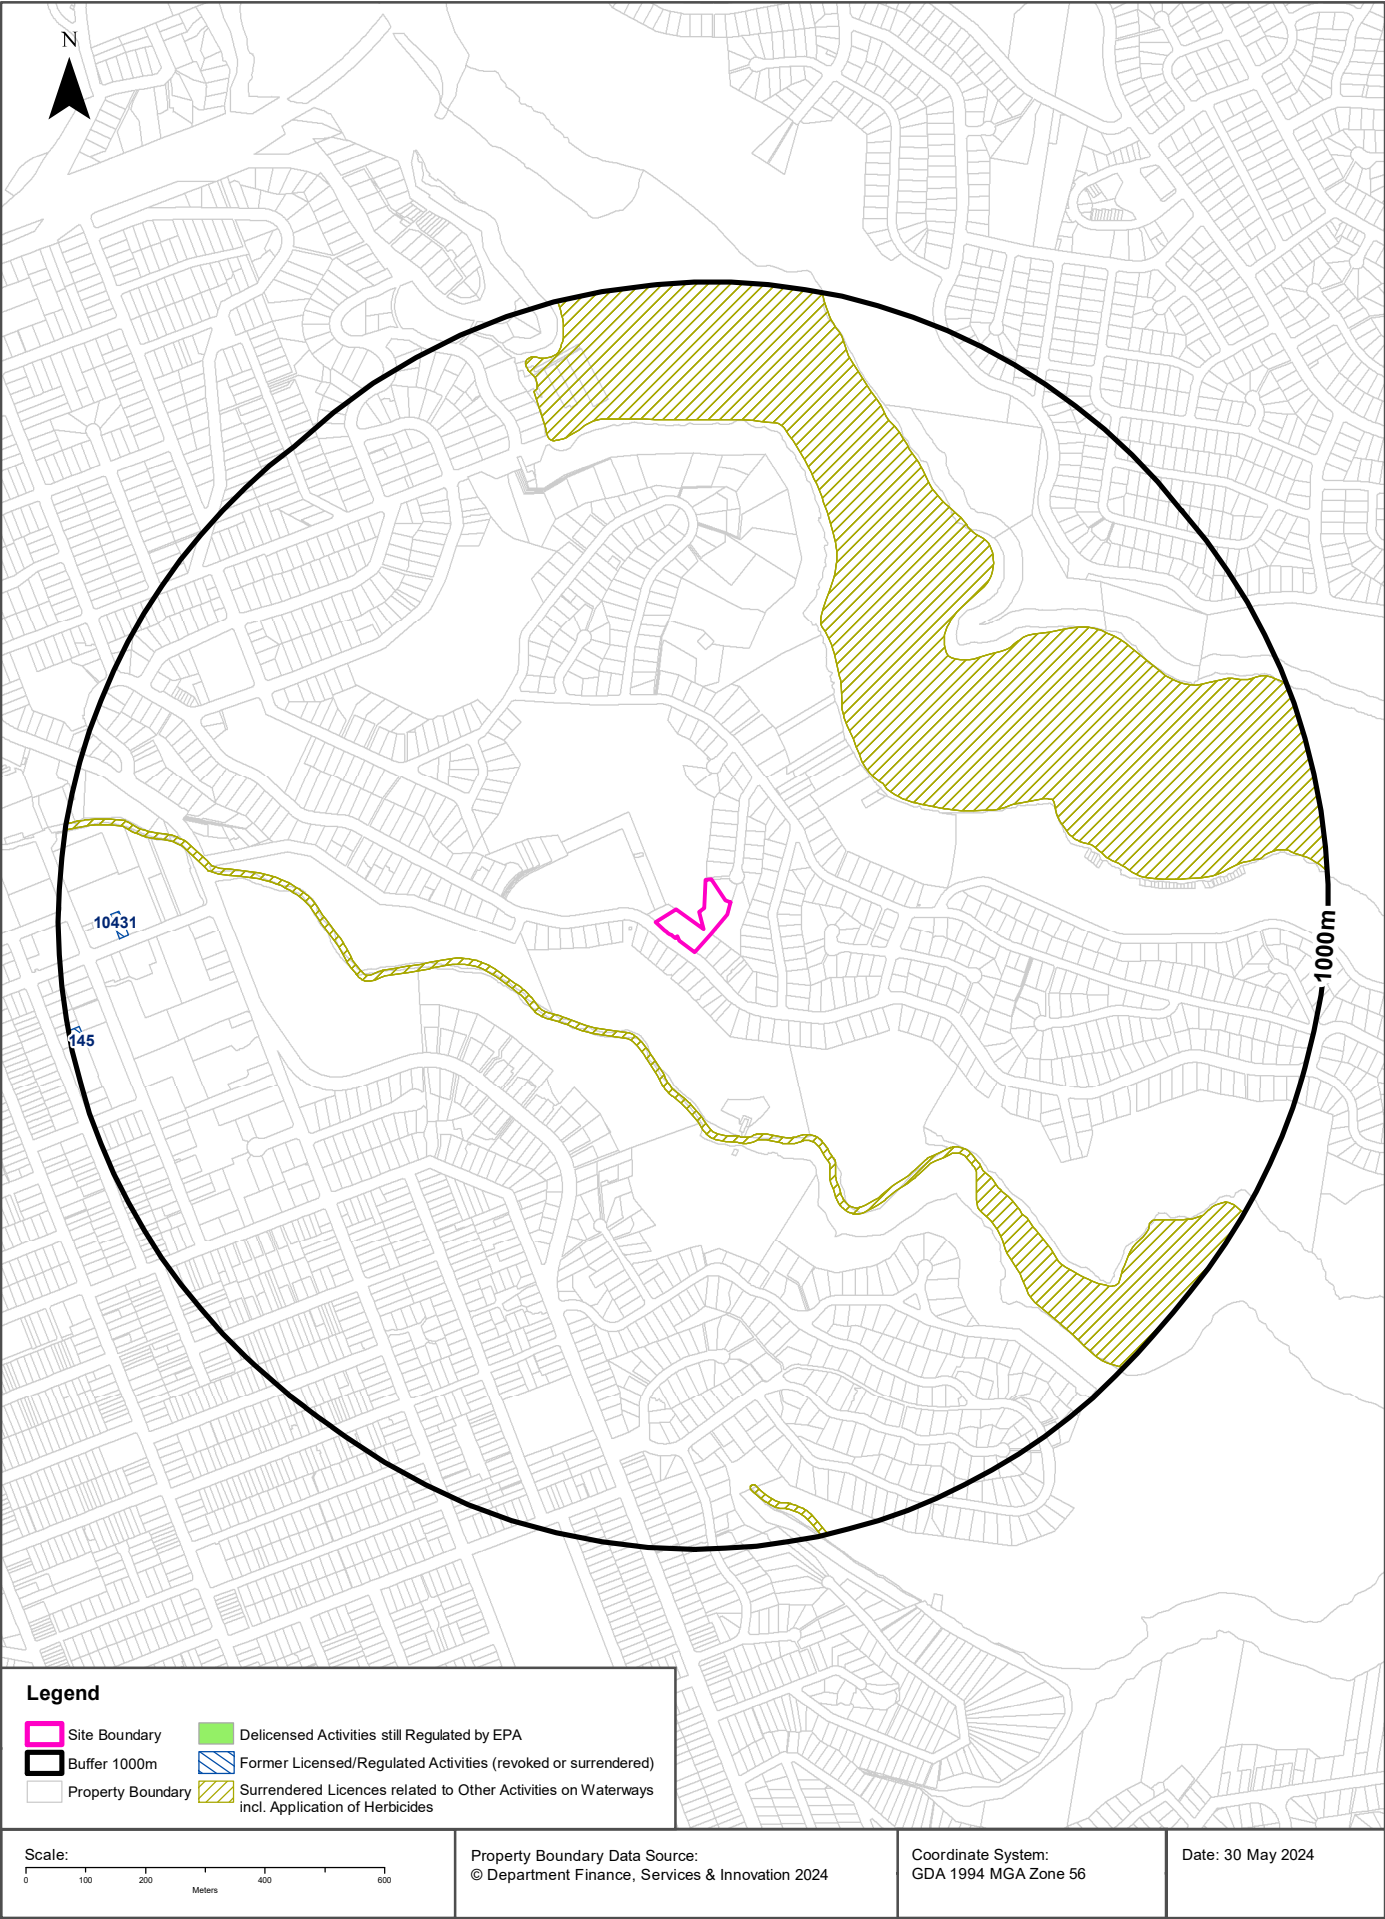 N
10431
145
1000m
Legend
Site Boundary
Delicensed Activities still Regulated by EPA
Buffer 1000m
Former Licensed/Regulated Activities (revoked or surrendered)
Property Boundary
Surrendered Licences related to Other Activities on Waterways
incl. Application of Herbicides
Scale:
0 100 200 400 600
Meters
Property Boundary Data Source:
© Department Finance, Services & Innovation 2024
Coordinate System:
GDA 1994 MGA Zone 56
Date: 30 May 2024